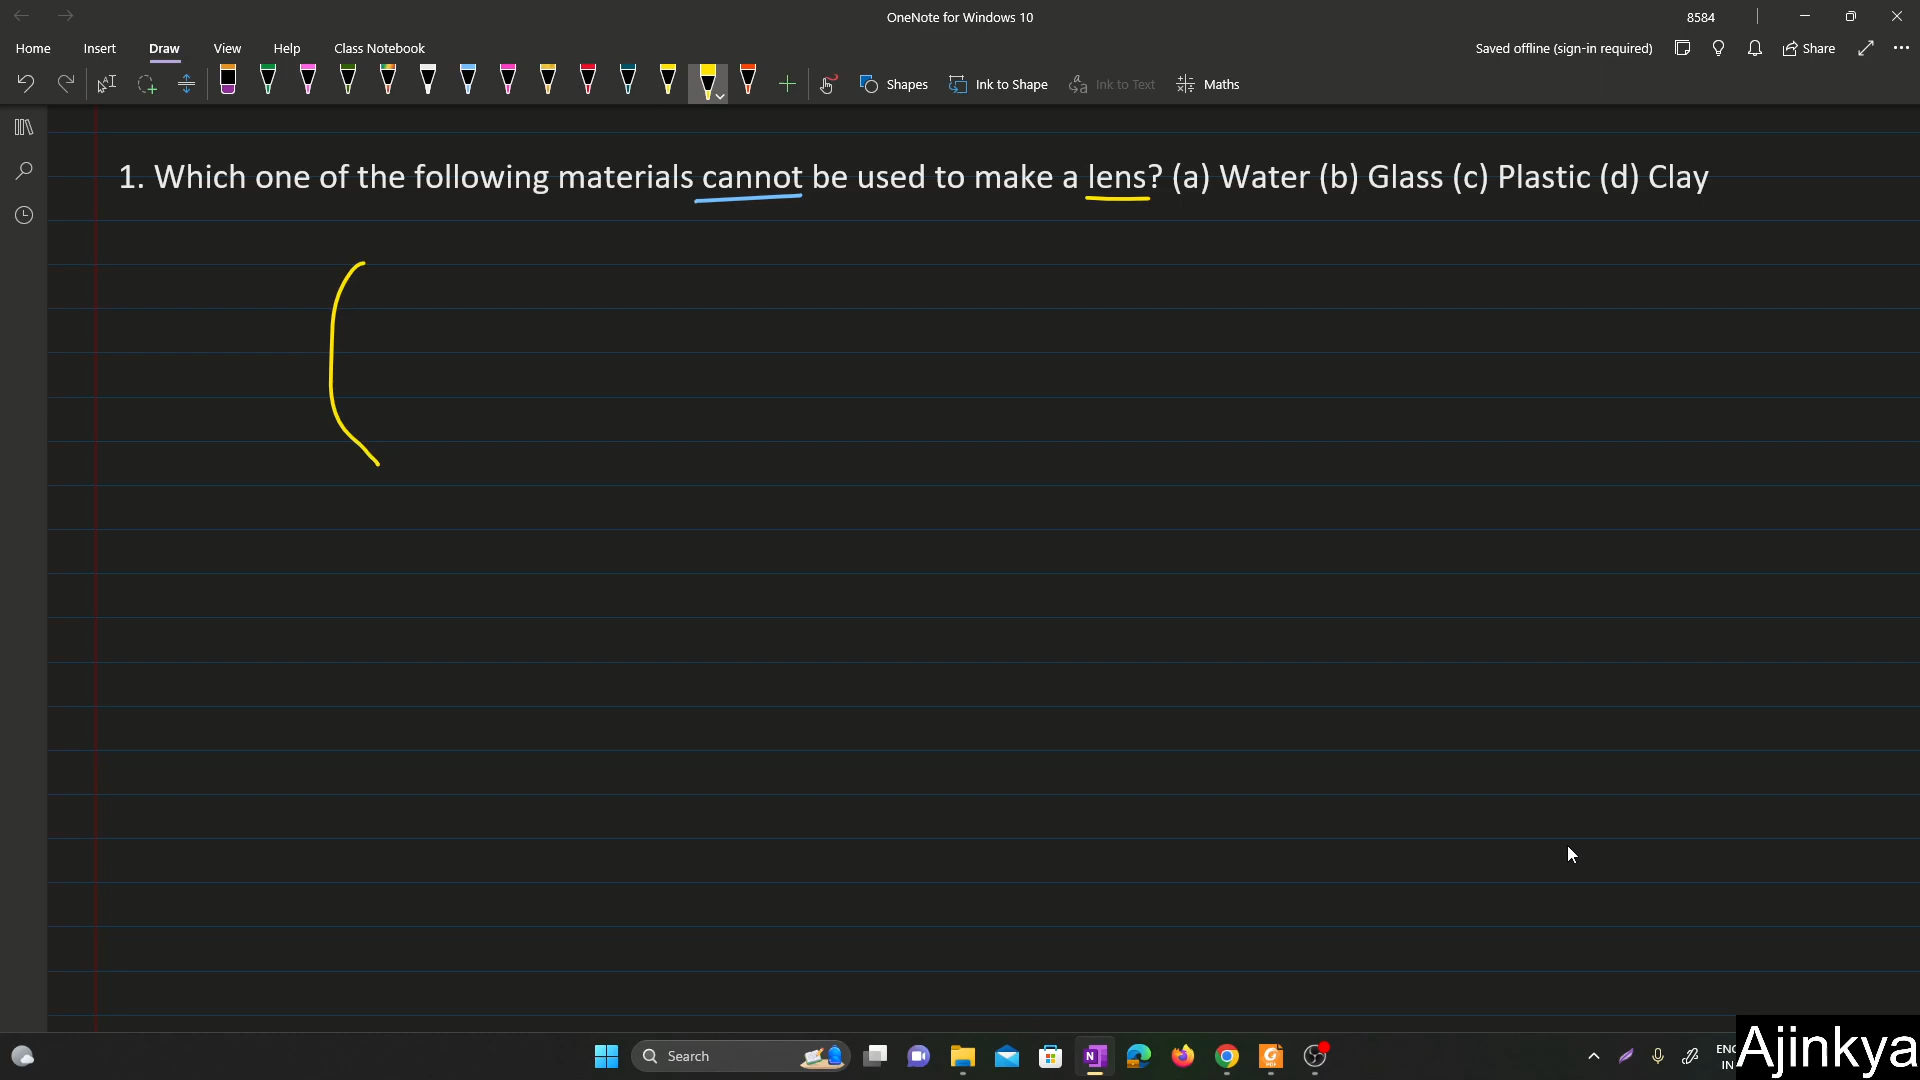 OneNote for Windows 10
8584
Home Insert Draw View Help Class Notebook
Saved offline (sign-in required) Share
Shapes Ink to Shape Ink to Text Maths
1. Which one of the following materials cannot be used to make a lens? (a) Water (b) Glass (c) Plastic (d) Clay
Search
IN
Ajinkya